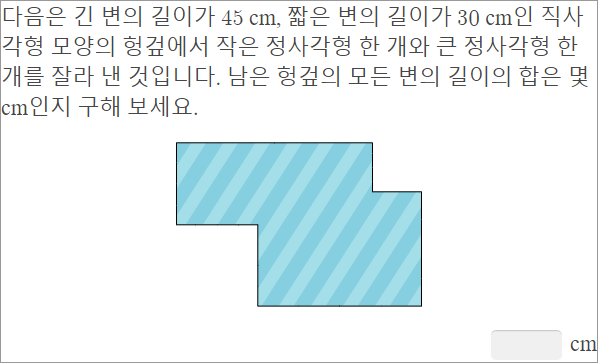 다음은 긴 변의 길이가 45 cm, 짧은 변의 길이가 30 cm인 직사
각형 모양의 헝겊에서 작은 정사각형 한 개와 큰 정사각형 한
개를 잘라 낸 것입니다. 남은 헝겊의 모든 변의 길이의 합은 몇
cm인지 구해 보세요.
cm